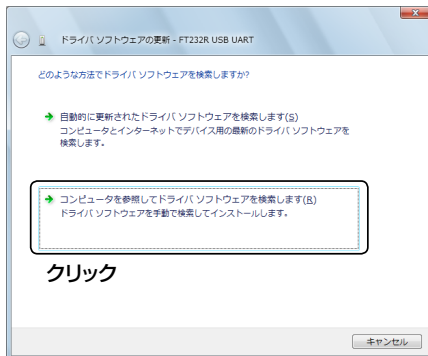 ドライバ ソフトウェアの更新 - FT232R USB UART
どのような方法でドライバ ソフトウェアを検索しますか?
自動的に更新されたドライバ ソフトウェアを検索します(S)
コンピュータとインターネットでデバイス用の最新のドライバ ソフトウェアを
検索します。
コンピュータを参照してドライバ ソフトウェアを検索します(R)
ドライバ ソフトウェアを手動で検索してインストールします。
クリック
キャンセル